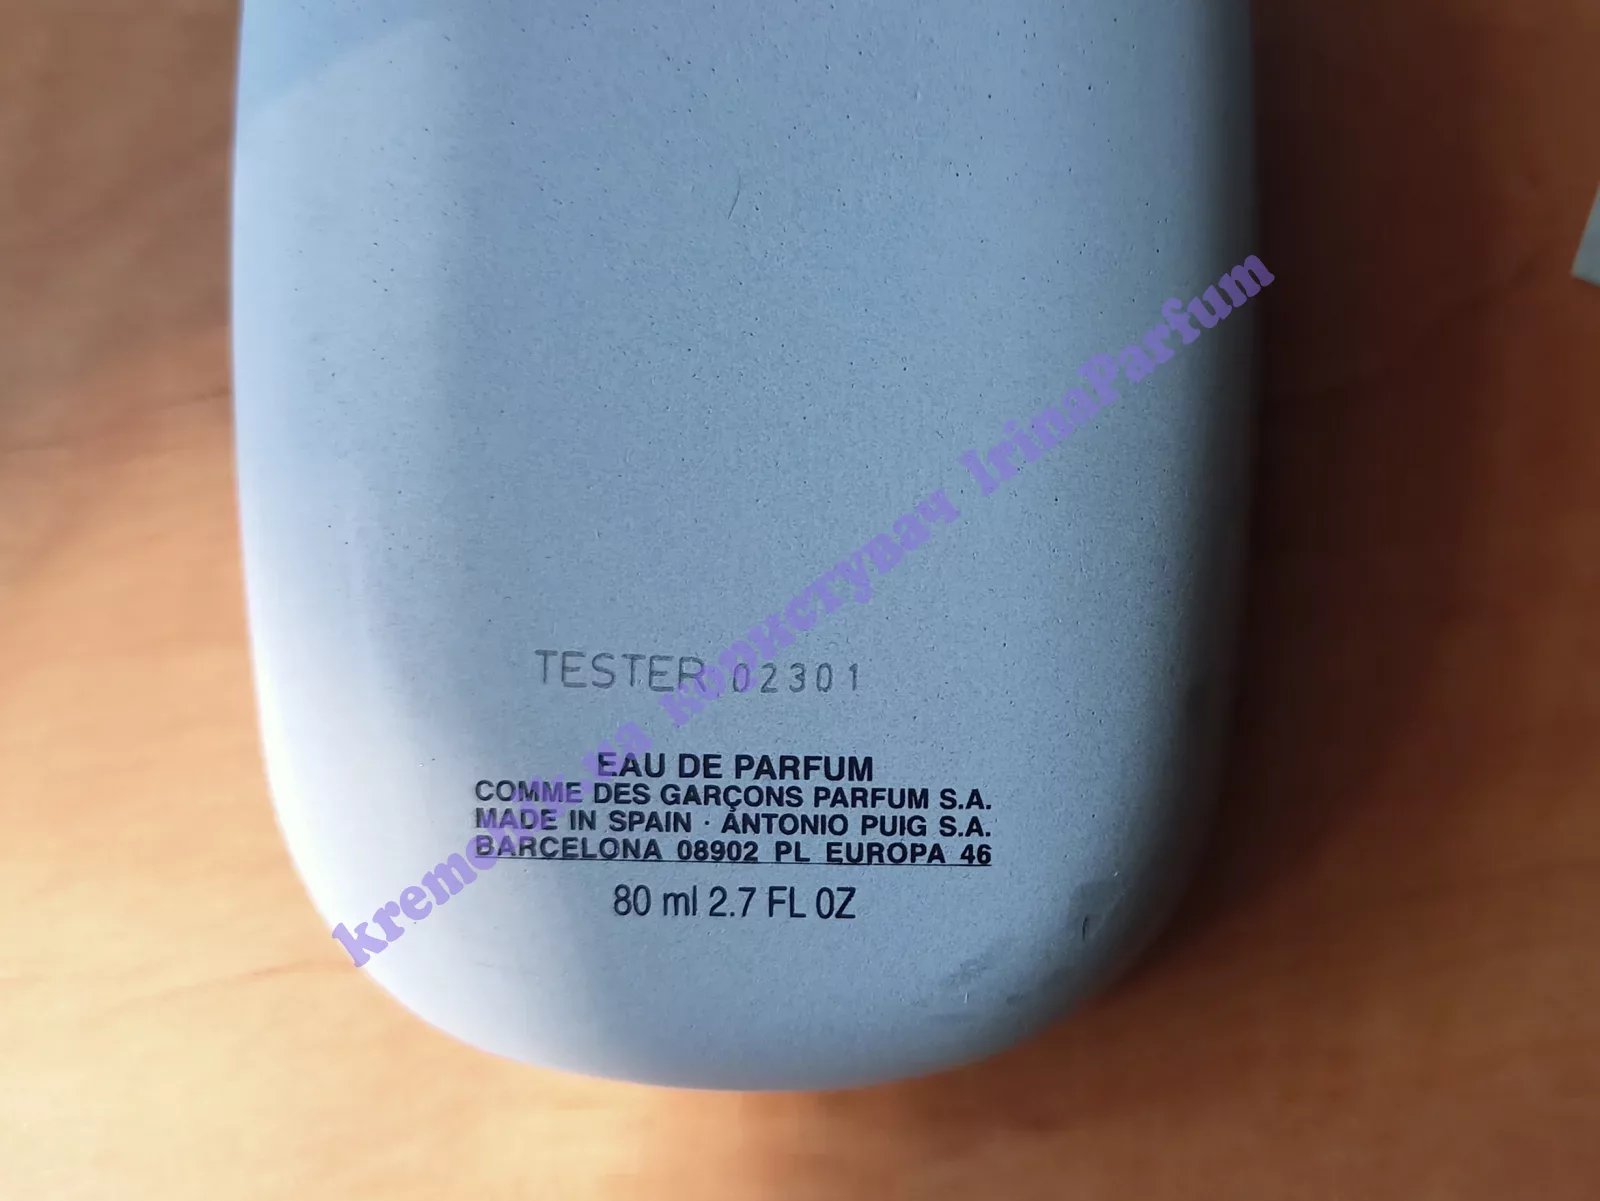 TESTER 02301
EAU DE PARFUM
COMME DES GARÇONS PARFUM S.A.
MADE IN SPAIN · ANTONIO PUIG S.A.
BARCELONA 08902 PL EUROPA 46
80 ml 2.7 FL OZ
користувач IrinaParfum